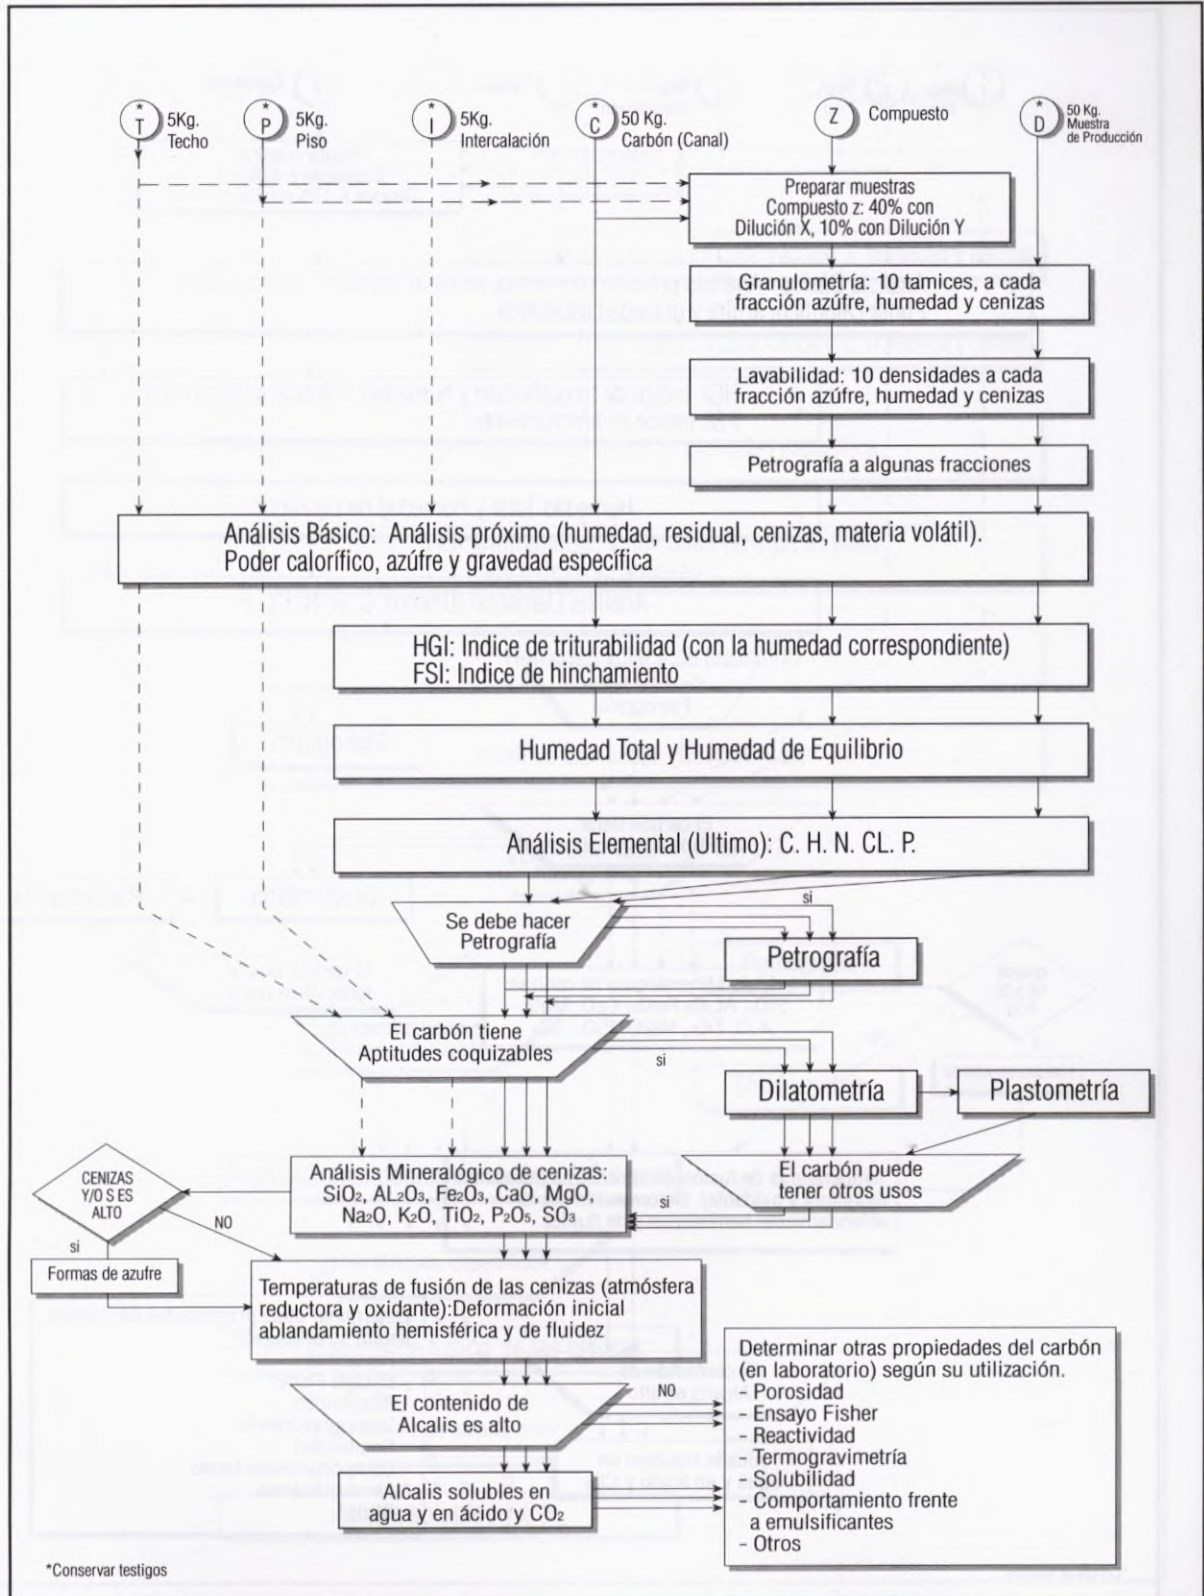 *
T
5Kg.
Techo
*
P
5Kg.
Piso
*
I
5Kg.
Intercalación
*
C
50 Kg.
Carbón (Canal)
Z
Compuesto
*
D
50 Kg.
Muestra
de Producción
Preparar muestras
Compuesto z: 40% con
Dilución X, 10% con Dilución Y
Granulometría: 10 tamices, a cada
fracción azúfre, humedad y cenizas
Lavabilidad: 10 densidades a cada
fracción azúfre, humedad y cenizas
Petrografía a algunas fracciones
Análisis Básico: Análisis próximo (humedad, residual, cenizas, materia volátil).
Poder calorífico, azúfre y gravedad específica
HGI: Indice de triturabilidad (con la humedad correspondiente)
FSI: Indice de hinchamiento
Humedad Total y Humedad de Equilibrio
Análisis Elemental (Ultimo): C. H. N. CL. P.
Se debe hacer
Petrografía
si
Petrografía
El carbón tiene
Aptitudes coquizables
si
Dilatometría
Plastometría
Análisis Mineralógico de cenizas:
SiO₂, AL₂O₃, Fe₂O₃, CaO, MgO,
Na₂O, K₂O, TiO₂, P₂O₅, SO₃
El carbón puede
tener otros usos
si
CENIZAS
Y/O S ES
ALTO
NO
si
Formas de azufre
Temperaturas de fusión de las cenizas (atmósfera
reductora y oxidante):Deformación inicial
ablandamiento hemisférica y de fluidez
El contenido de
Alcalis es alto
NO
Alcalis solubles en
agua y en ácido y CO₂
Determinar otras propiedades del carbón
(en laboratorio) según su utilización.
- Porosidad
- Ensayo Fisher
- Reactividad
- Termogravimetría
- Solubilidad
- Comportamiento frente
a emulsificantes
- Otros
*Conservar testigos